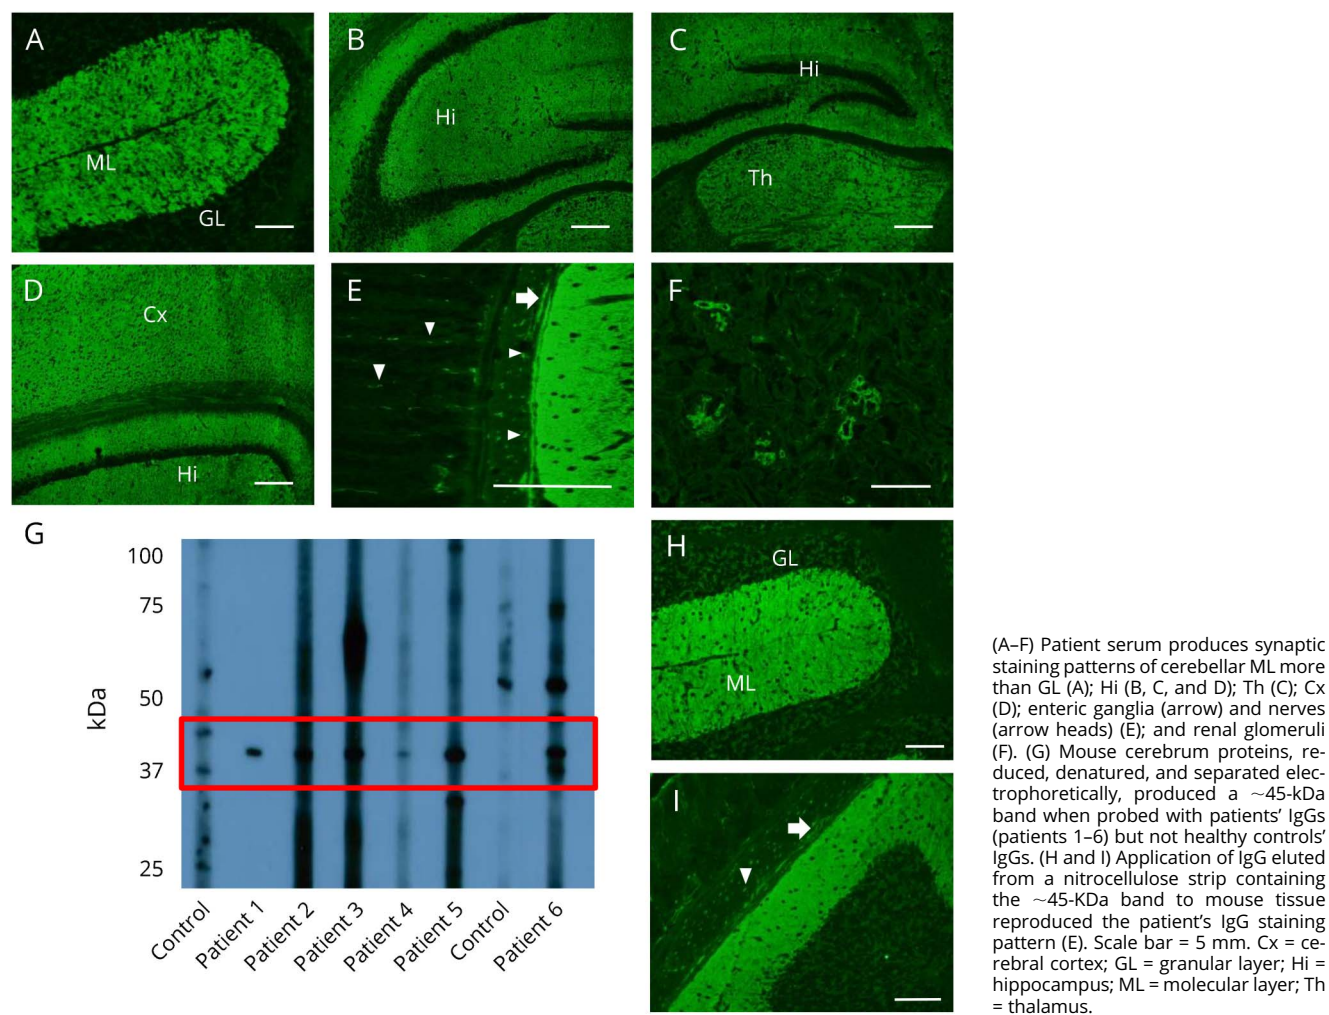 A
ML
GL
B
Hi
C
Hi
Th
D
Cx
Hi
E
F
G
kDa
100
75
50
37
25
Control
Patient 1
Patient 2
Patient 3
Patient 4
Patient 5
Control
Patient 6
H
GL
ML
I
(A–F) Patient serum produces synaptic
staining patterns of cerebellar ML more
than GL (A); Hi (B, C, and D); Th (C); Cx
(D); enteric ganglia (arrow) and nerves
(arrow heads) (E); and renal glomeruli
(F). (G) Mouse cerebrum proteins, re-
duced, denatured, and separated elec-
trophoretically, produced a ~45-kDa
band when probed with patients’ IgGs
(patients 1–6) but not healthy controls’
IgGs. (H and I) Application of IgG eluted
from a nitrocellulose strip containing
the ~45-KDa band to mouse tissue
reproduced the patient’s IgG staining
pattern (E). Scale bar = 5 mm. Cx = ce-
rebral cortex; GL = granular layer; Hi =
hippocampus; ML = molecular layer; Th
= thalamus.